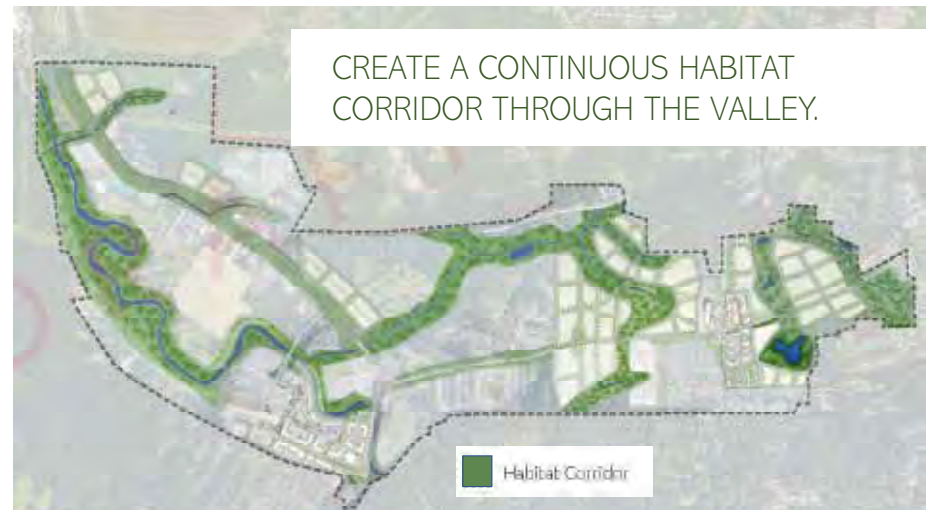 CREATE A CONTINUOUS HABITAT
CORRIDOR THROUGH THE VALLEY.
Habitat Corridor